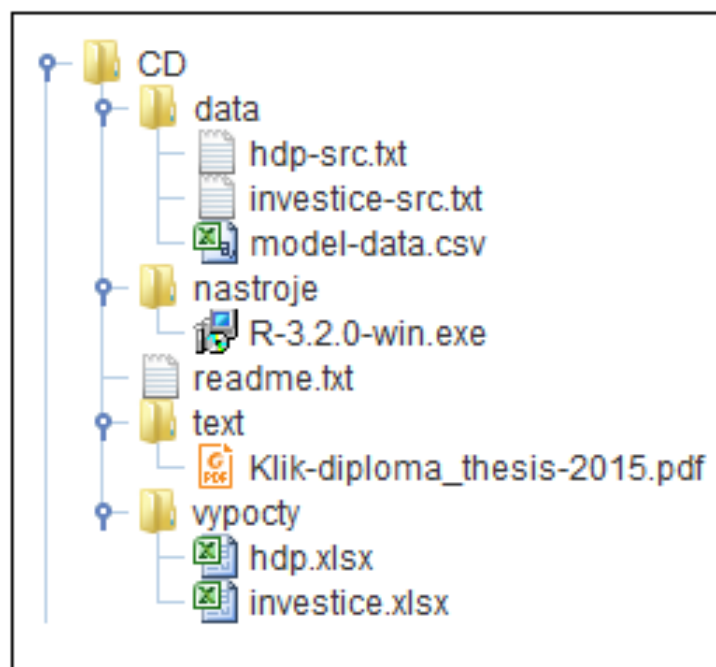 CD
data
hdp-src.txt
investice-src.txt
model-data.csv
nastroje
R-3.2.0-win.exe
readme.txt
text
Klik-diploma_thesis-2015.pdf
vypocty
hdp.xlsx
investice.xlsx